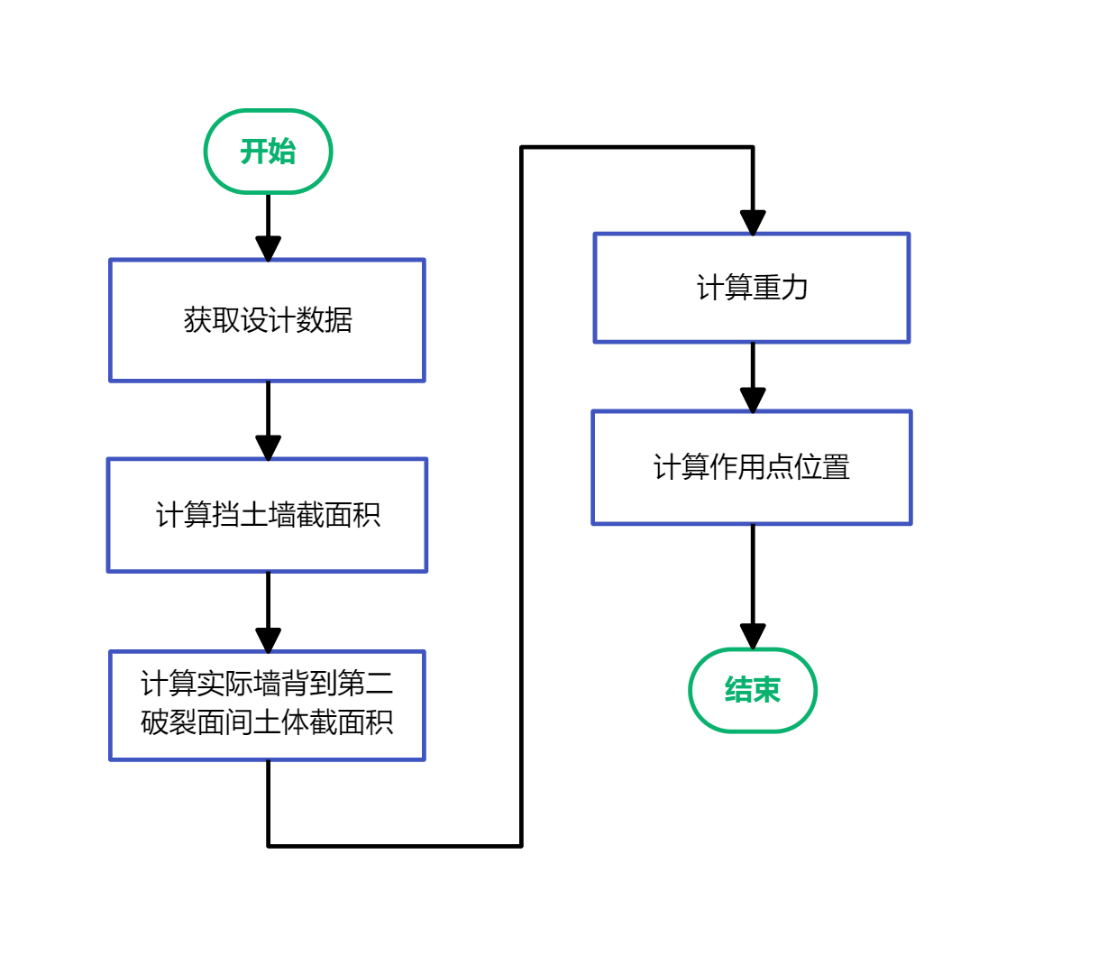 开始
获取设计数据
计算挡土墙截面积
计算实际墙背到第二
破裂面间土体截面积
计算重力
计算作用点位置
结束